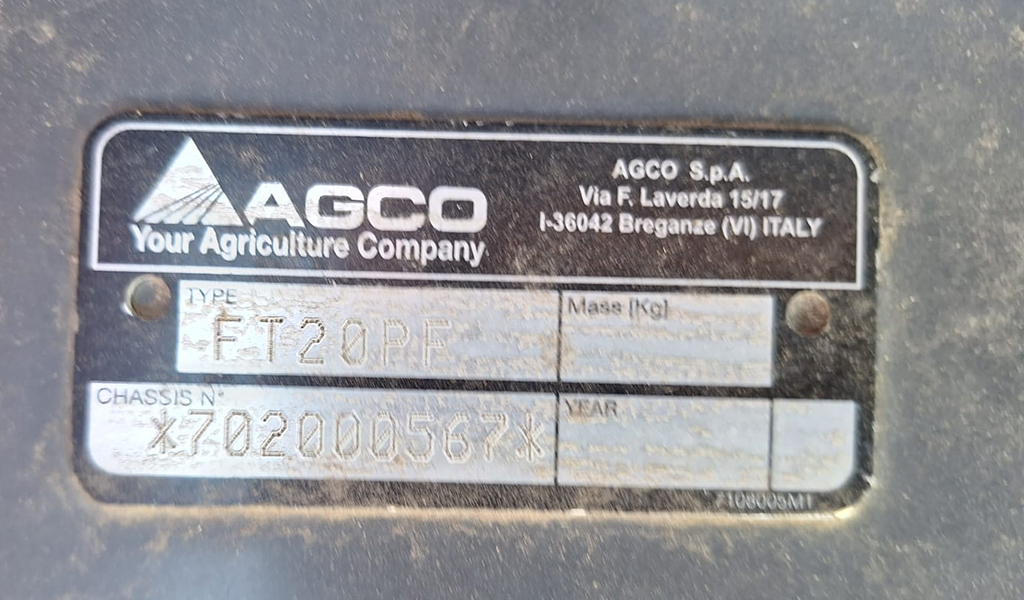 AGCO
Your Agriculture Company
AGCO S.p.A.
Via F. Laverda 15/17
I-36042 Breganze (VI) ITALY
TYPE
FT20PF
Mass [Kg]
CHASSIS N°
*702000567*
YEAR
7108005M1